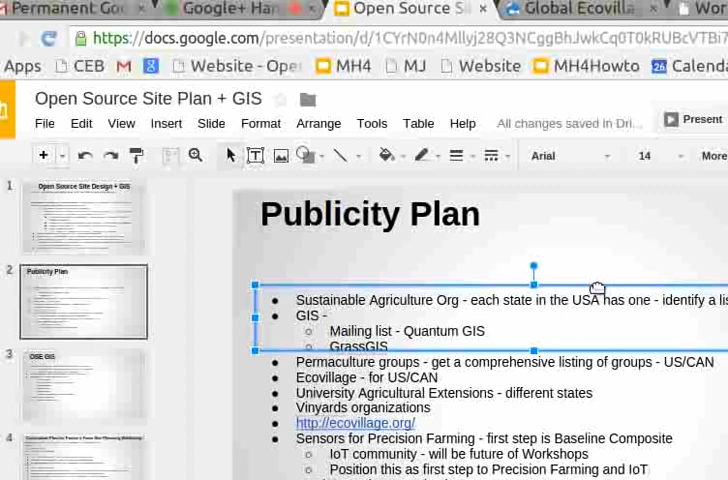 Permanent Go
Google+ Han
Open Source Si
Global Ecovilla
Wor
https://docs.google.com/presentation/d/1CYrN0n4Mllyj28Q3NCggBhJwkCq0T0kRUBcVTBi7
Apps
CEB
Website - Ope
MH4
MJ
Website
MH4Howto
26
Calenda
Open Source Site Plan + GIS
File Edit View Insert Slide Format Arrange Tools Table Help All changes saved in Dri...
Present
Arial
14
More
1
Open Source Site Design + GIS
2
Publicity Plan
3
OSE GIS
4
Publicity Plan
● Sustainable Agriculture Org - each state in the USA has one - identify a lis
● GIS -
○ Mailing list - Quantum GIS
○ GrassGIS
● Permaculture groups - get a comprehensive listing of groups - US/CAN
● Ecovillage - for US/CAN
● University Agricultural Extensions - different states
● Vinyards organizations
● http://ecovillage.org/
● Sensors for Precision Farming - first step is Baseline Composite
○ IoT community - will be future of Workshops
○ Position this as first step to Precision Farming and IoT